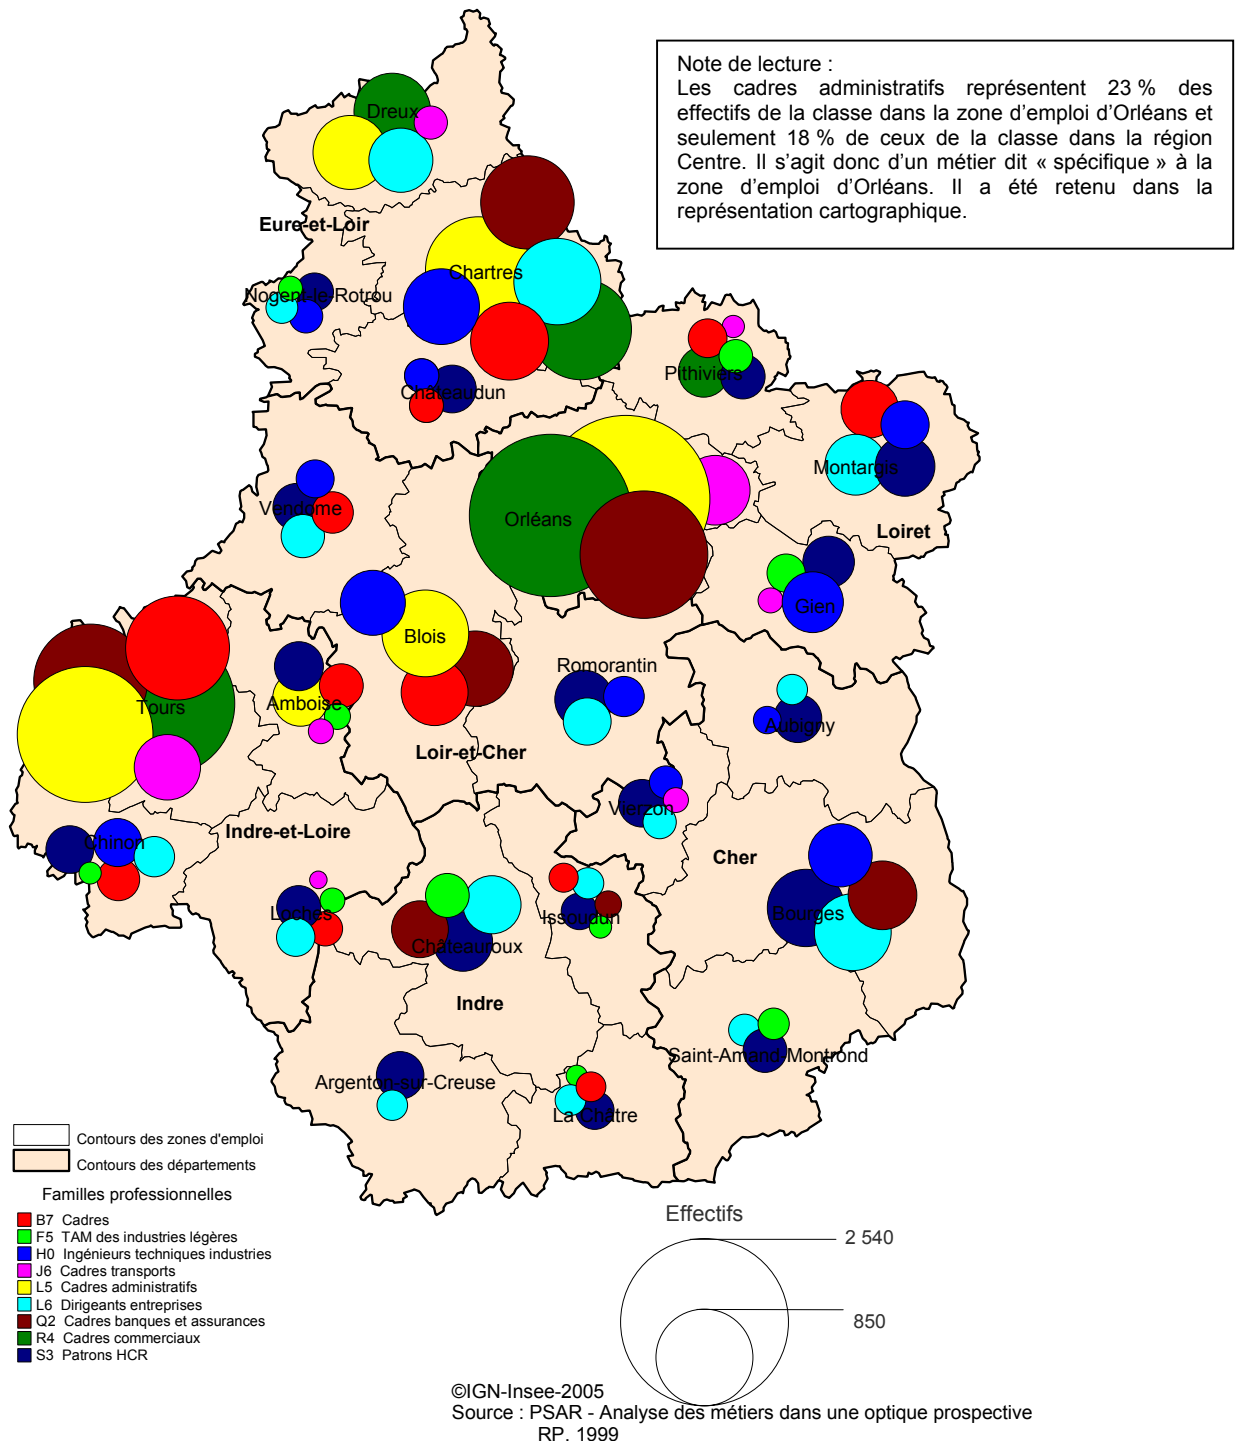 Note de lecture :
Les cadres administratifs représentent 23 % des
effectifs de la classe dans la zone d'emploi d'Orléans et
seulement 18 % de ceux de la classe dans la région
Centre. Il s'agit donc d'un métier dit « spécifique » à la
zone d'emploi d'Orléans. Il a été retenu dans la
représentation cartographique.
Dreux
Eure-et-Loir
Chartres
Nogent-le-Rotrou
Pithiviers
Châteaudun
Montargis
Vendôme
Orléans
Loiret
Gien
Blois
Romorantin
Amboise
Tours
Aubigny
Loir-et-Cher
Vierzon
Indre-et-Loire
Chinon
Cher
Loches
Issoudun
Bourges
Châteauroux
Indre
Saint-Amand-Montrond
Argenton-sur-Creuse
La Châtre
Contours des zones d'emploi
Contours des départements
Familles professionnelles
B7 Cadres
F5 TAM des industries légères
H0 Ingénieurs techniques industries
J6 Cadres transports
L5 Cadres administratifs
L6 Dirigeants entreprises
Q2 Cadres banques et assurances
R4 Cadres commerciaux
S3 Patrons HCR
Effectifs
2 540
850
©IGN-Insee-2005
Source : PSAR - Analyse des métiers dans une optique prospective
RP. 1999